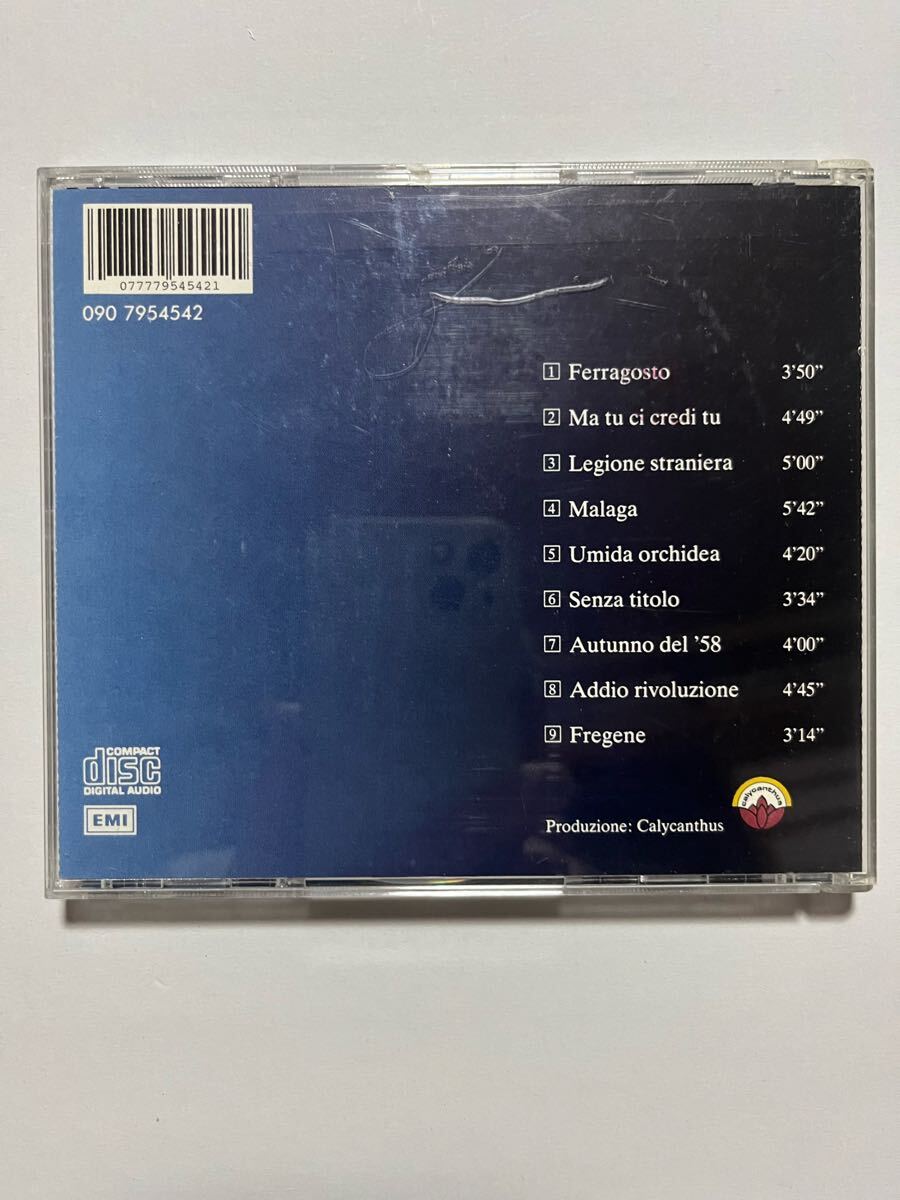 077779545421
090 7954542
1 Ferragosto 3'50”
2 Ma tu ci credi tu 4'49”
3 Legione straniera 5'00”
4 Malaga 5'42”
5 Umida orchidea 4'20”
6 Senza titolo 3'34”
7 Autunno del ’58 4'00”
8 Addio rivoluzione 4'45”
9 Fregene 3'14”
COMPACT
disc
DIGITAL AUDIO
EMI
calycanthus
Produzione: Calycanthus